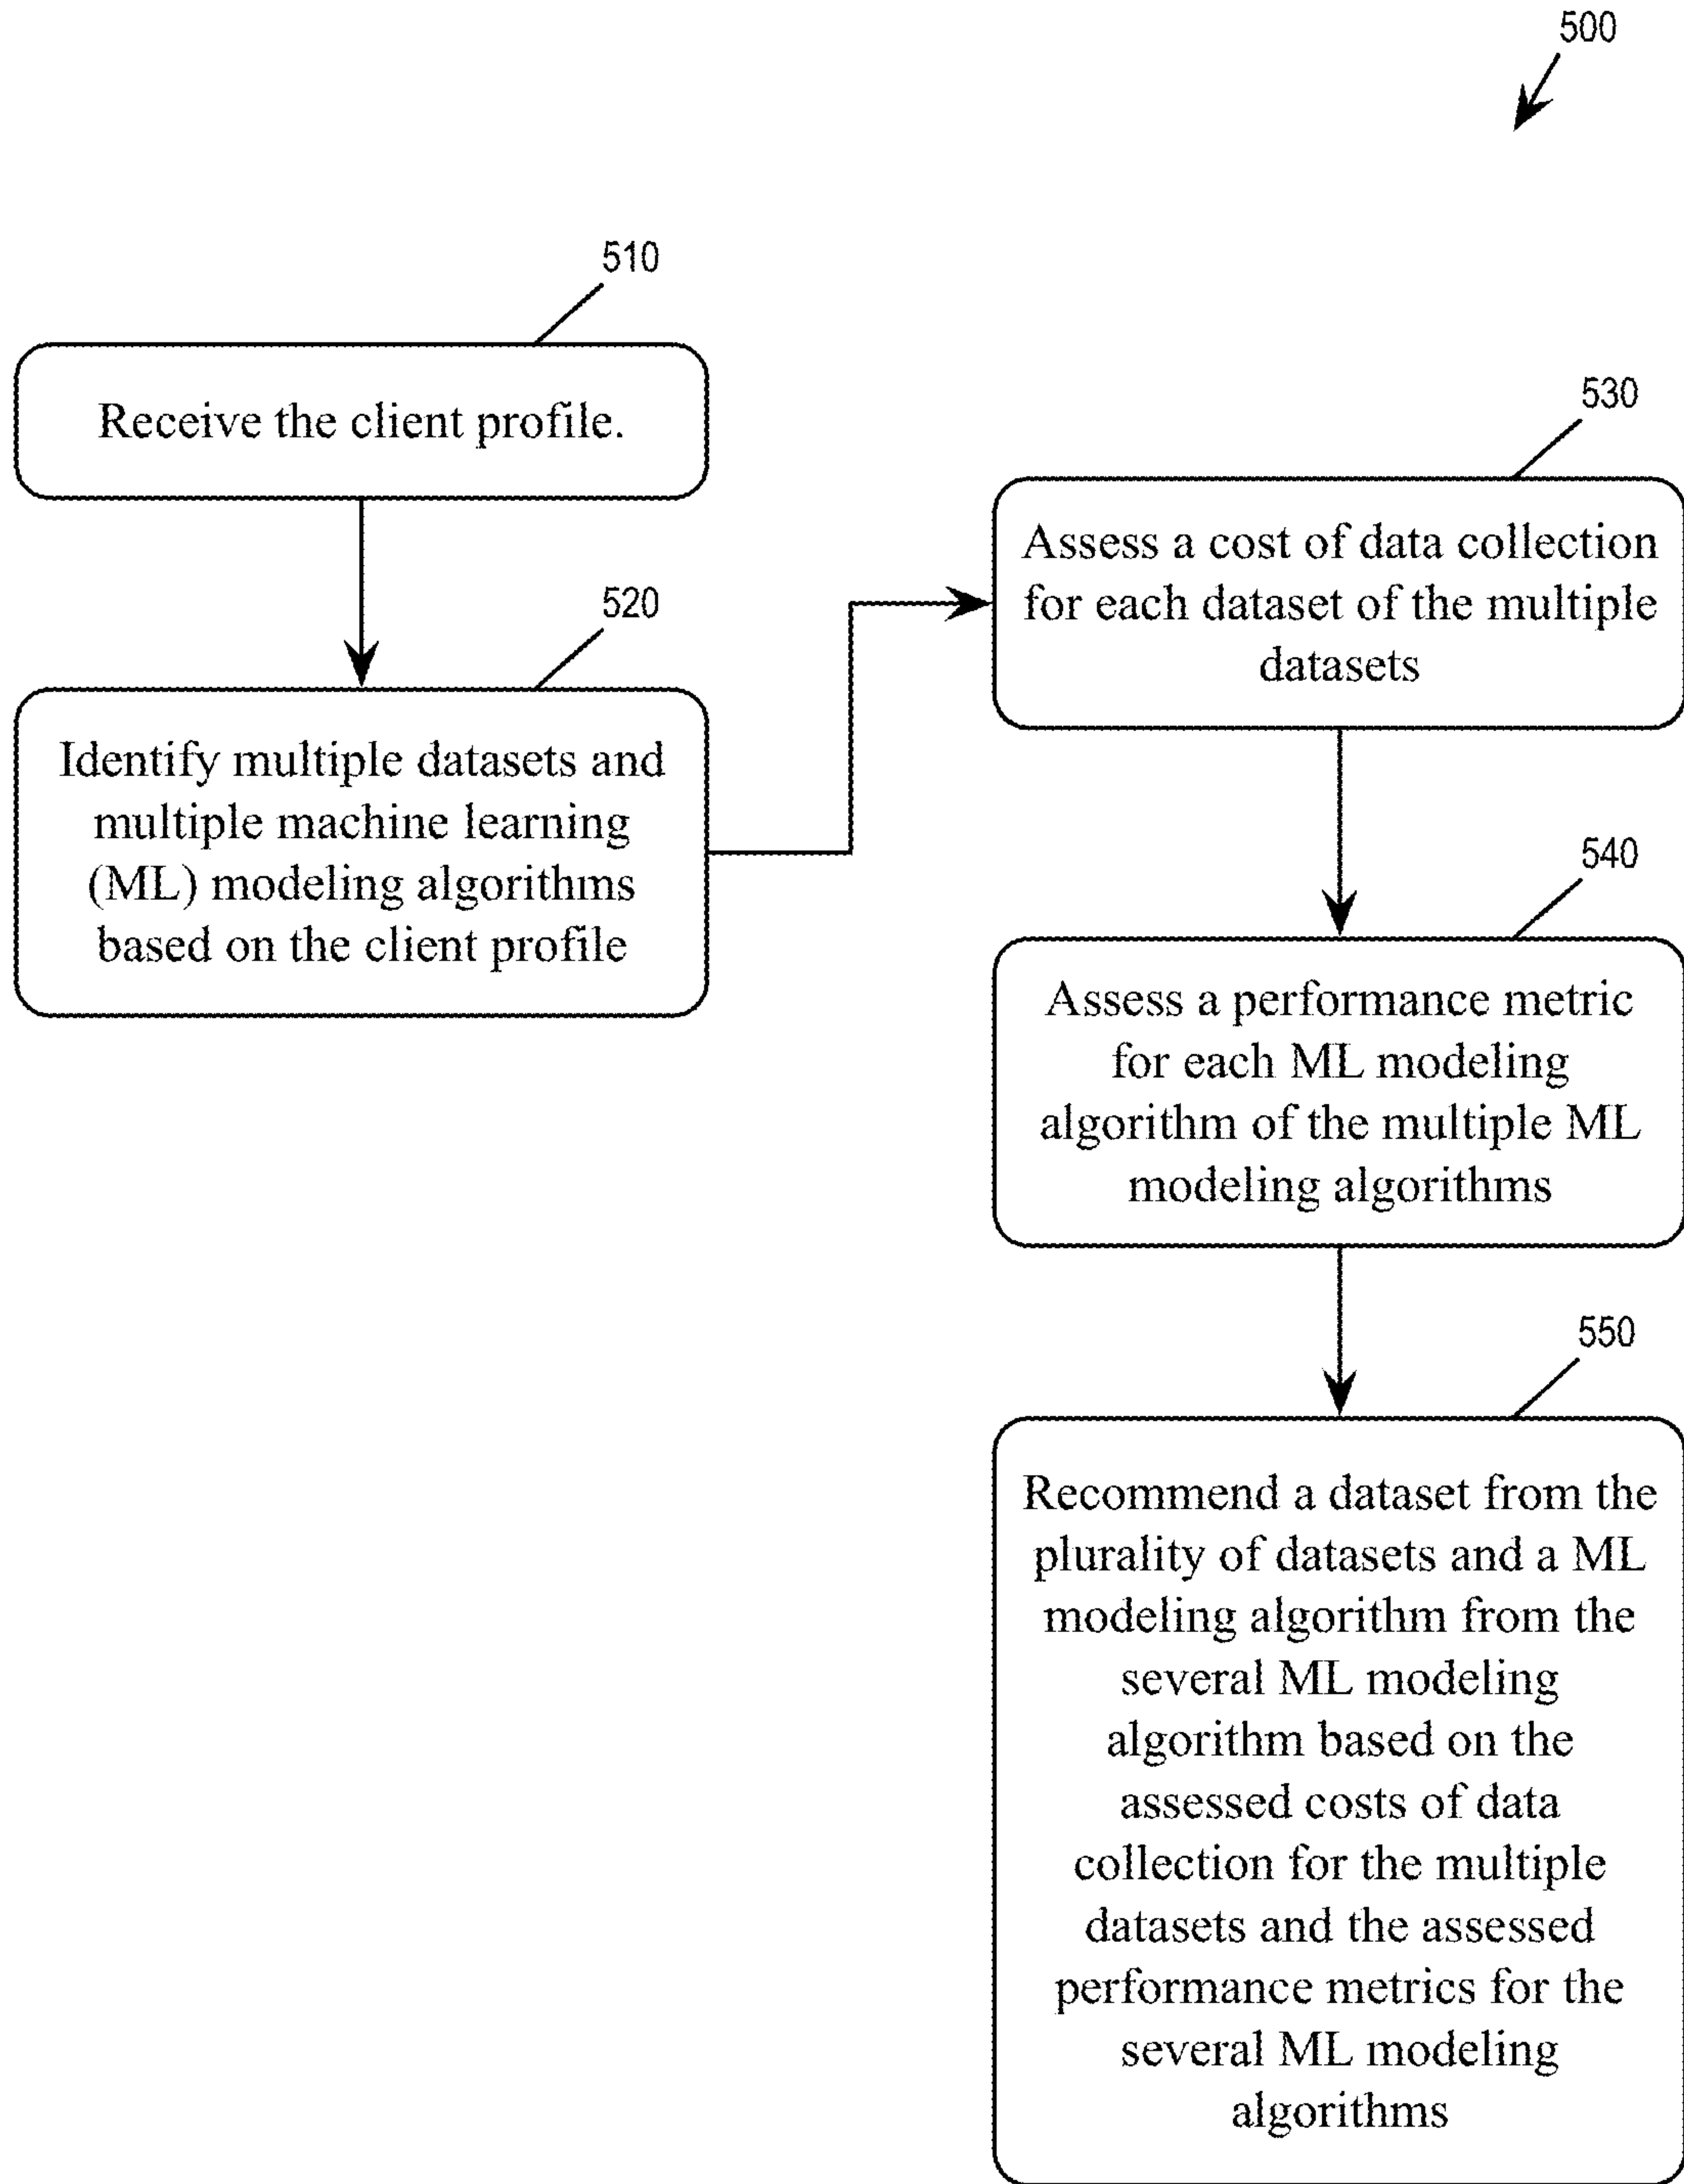 500
510
Receive the client profile.
520
Identify multiple datasets and
multiple machine learning
(ML) modeling algorithms
based on the client profile
530
Assess a cost of data collection
for each dataset of the multiple
datasets
540
Assess a performance metric
for each ML modeling
algorithm of the multiple ML
modeling algorithms
550
Recommend a dataset from the
plurality of datasets and a ML
modeling algorithm from the
several ML modeling
algorithm based on the
assessed costs of data
collection for the multiple
datasets and the assessed
performance metrics for the
several ML modeling
algorithms